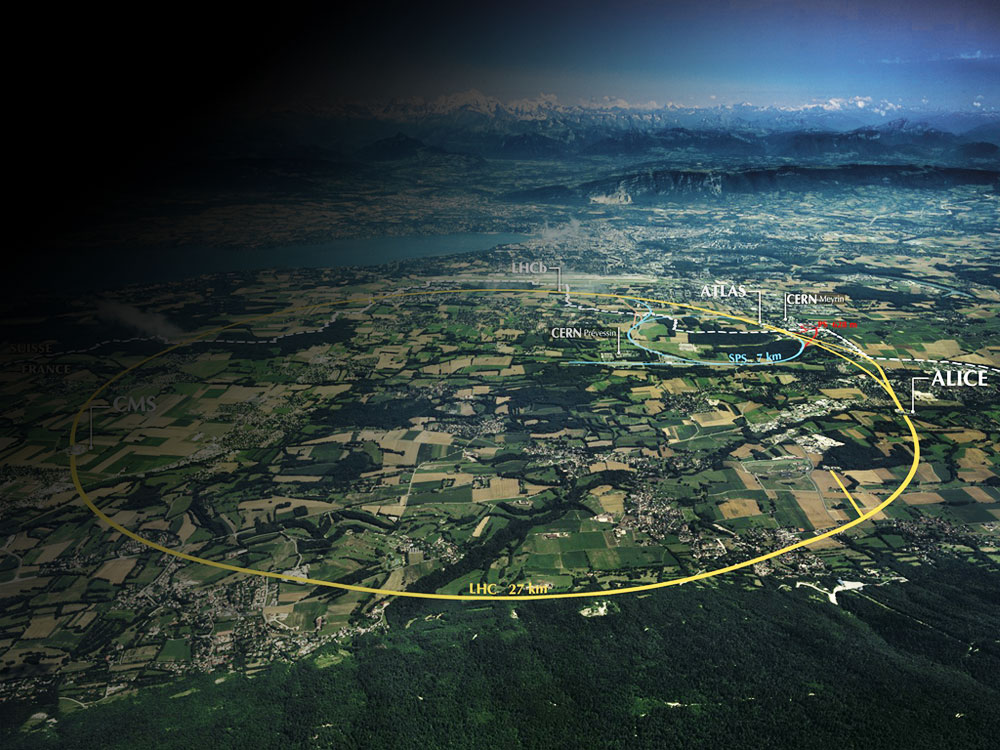 LHCb
ATLAS
CERN Meyrin
CERN Prévessin
SPS 7 km
SUISSE
FRANCE
ALICE
CMS
LHC 27 km